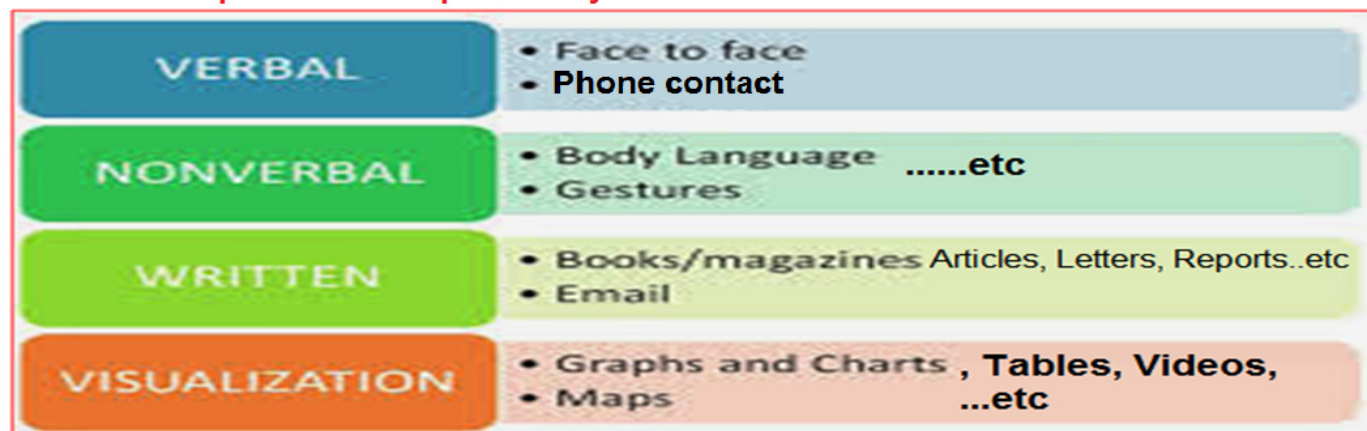 VERBAL
• Face to face
• Phone contact
NONVERBAL
• Body Language ......etc
• Gestures
WRITTEN
• Books/magazines Articles, Letters, Reports..etc
• Email
VISUALIZATION
• Graphs and Charts , Tables, Videos,
• Maps ...etc